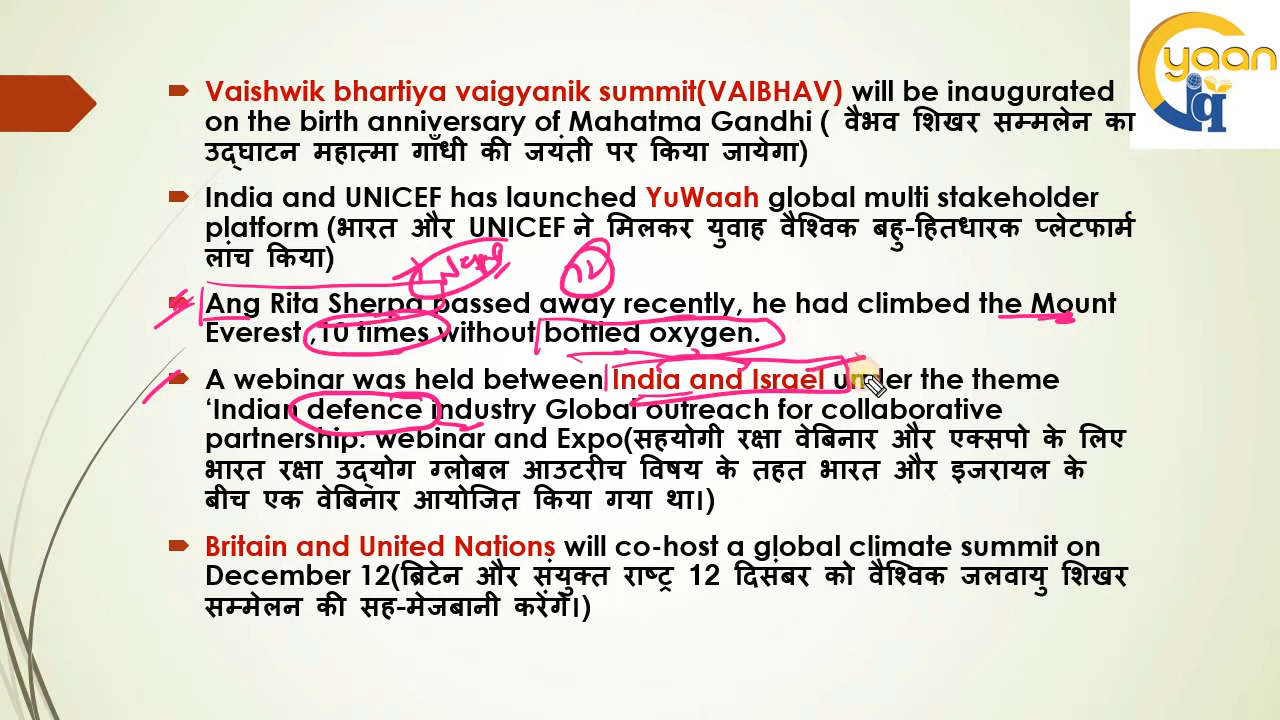 yaan
iq
Vaishwik bhartiya vaigyanik summit(VAIBHAV) will be inaugurated
on the birth anniversary of Mahatma Gandhi ( वैभव शिखर सम्मलेन का
उद्घाटन महात्मा गाँधी की जयंती पर किया जायेगा)
India and UNICEF has launched YuWaah global multi stakeholder
platform (भारत और UNICEF ने मिलकर युवाह वैश्विक बहु-हितधारक प्लेटफार्म
लांच किया)
Nepal
Ang Rita Sherpa passed away recently, he had climbed the Mount
Everest ,10 times without bottled oxygen.
A webinar was held between India and Israel under the theme
‘Indian defence industry Global outreach for collaborative
partnership: webinar and Expo(सहयोगी रक्षा वेबिनार और एक्सपो के लिए
भारत रक्षा उद्योग ग्लोबल आउटरीच विषय के तहत भारत और इजरायल के
बीच एक वेबिनार आयोजित किया गया था।)
Britain and United Nations will co-host a global climate summit on
December 12(ब्रिटेन और संयुक्त राष्ट्र 12 दिसंबर को वैश्विक जलवायु शिखर
सम्मेलन की सह-मेजबानी करेंगे।)